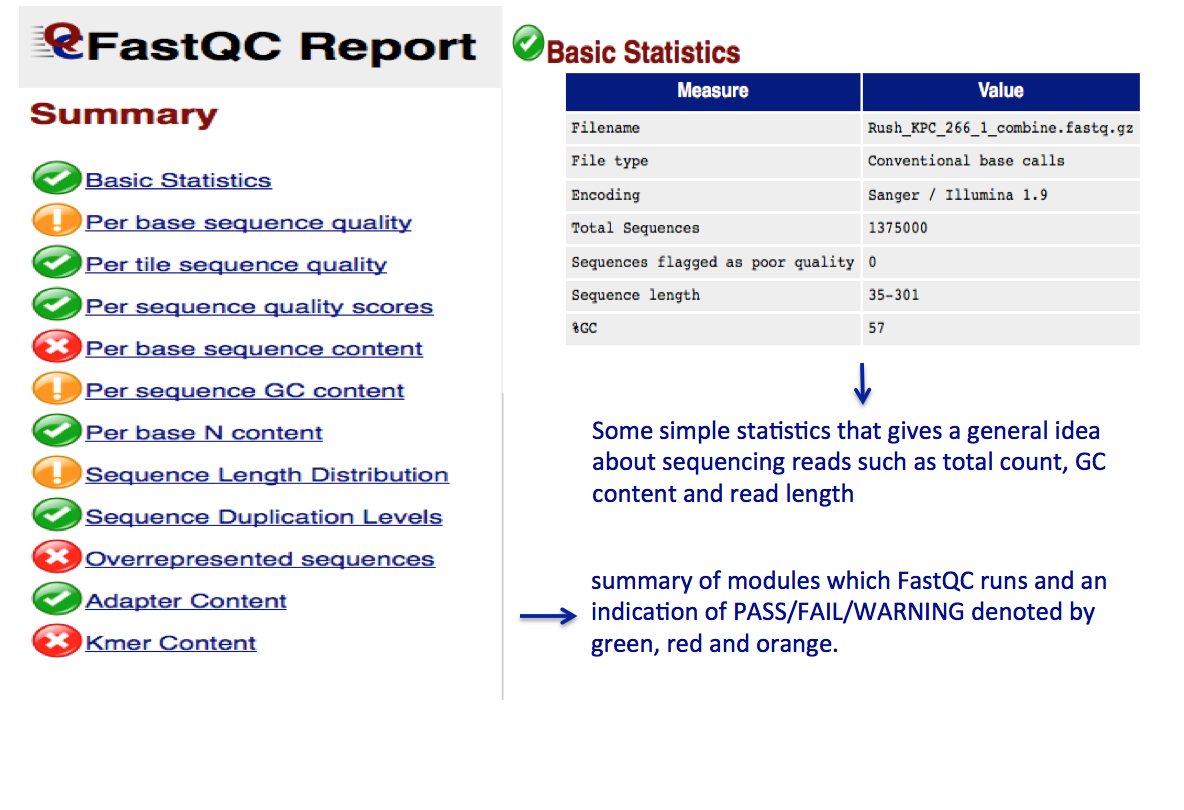 FastQC Report
Summary
Basic Statistics
Per base sequence quality
Per tile sequence quality
Per sequence quality scores
Per base sequence content
Per sequence GC content
Per base N content
Sequence Length Distribution
Sequence Duplication Levels
Overrepresented sequences
Adapter Content
Kmer Content
Basic Statistics
Measure Value
Filename Rush_KPC_266_1_combine.fastq.gz
File type Conventional base calls
Encoding Sanger / Illumina 1.9
Total Sequences 1375000
Sequences flagged as poor quality 0
Sequence length 35-301
%GC 57
Some simple statistics that gives a general idea
about sequencing reads such as total count, GC
content and read length
summary of modules which FastQC runs and an
indication of PASS/FAIL/WARNING denoted by
green, red and orange.